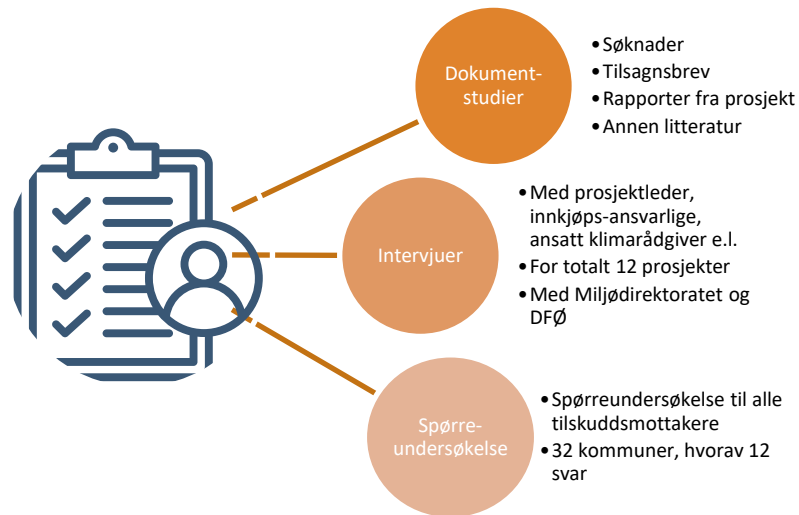 Dokument-
studier
•Søknader
•Tilsagnsbrev
•Rapporter fra prosjekt
•Annen litteratur
Intervjuer
•Med prosjektleder,
innkjøps-ansvarlige,
ansatt klimarådgiver e.l.
•For totalt 12 prosjekter
•Med Miljødirektoratet og
DFØ
Spørre-
undersøkelse
•Spørreundersøkelse til alle
tilskuddsmottakere
•32 kommuner, hvorav 12
svar